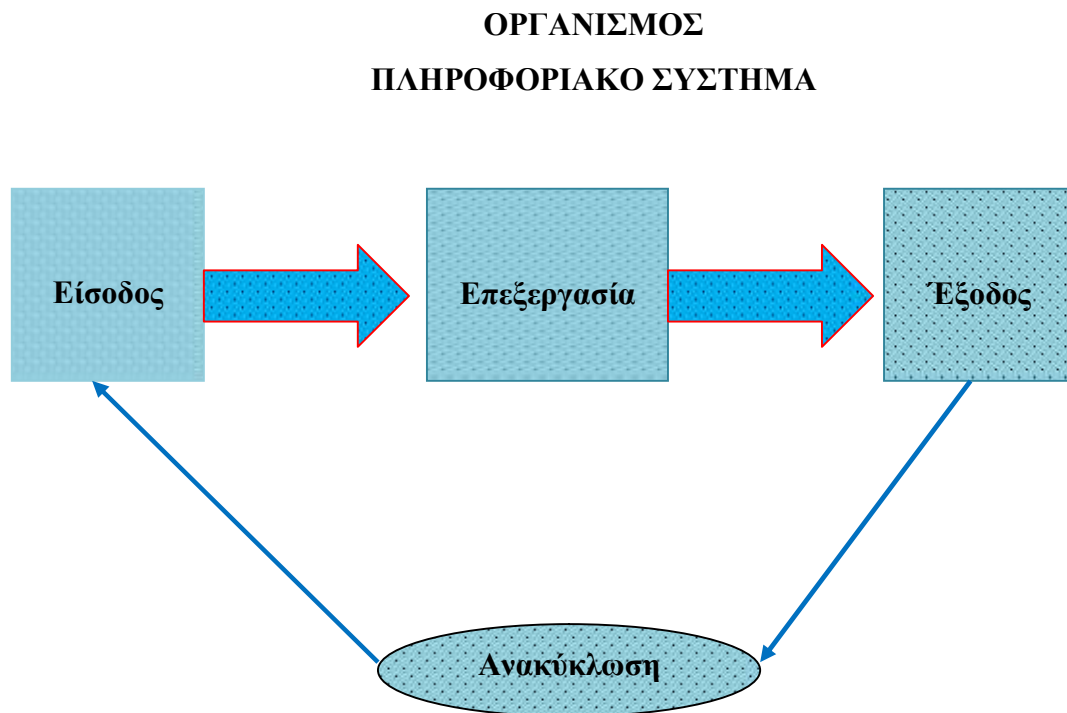 ΟΡΓΑΝΙΣΜΟΣ
ΠΛΗΡΟΦΟΡΙΑΚΟ ΣΥΣΤΗΜΑ
Είσοδος
Επεξεργασία
Έξοδος
Ανακύκλωση